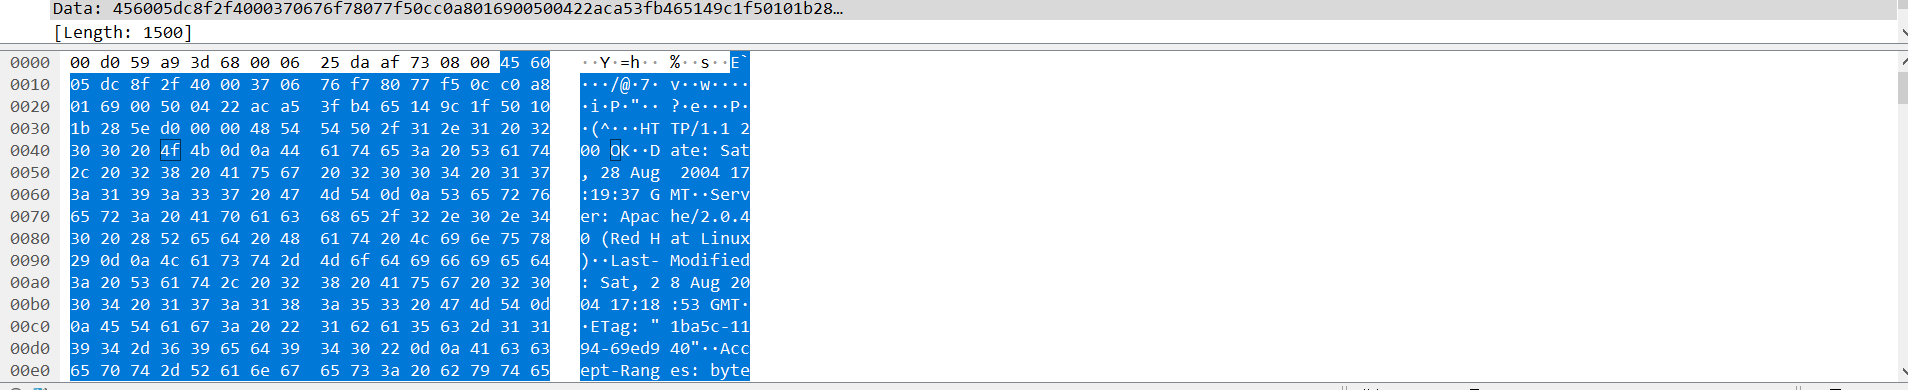 Data: 456005dc8f2f4000370676f78077f50cc0a8016900500422aca53fb465149c1f50101b28…
[Length: 1500]
0000 00 d0 59 a9 3d 68 00 06 25 da af 73 08 00 45 60 ··Y·=h·· %··s··E`
0010 05 dc 8f 2f 40 00 37 06 76 f7 80 77 f5 0c c0 a8 ···/@·7· v··w····
0020 01 69 00 50 04 22 ac a5 3f b4 65 14 9c 1f 50 10 ·i·P·"·· ?·e···P·
0030 1b 28 5e d0 00 00 48 54 54 50 2f 31 2e 31 20 32 ·(^···HT TP/1.1 2
0040 30 30 20 4f 4b 0d 0a 44 61 74 65 3a 20 53 61 74 00 OK··D ate: Sat
0050 2c 20 32 38 20 41 75 67 20 32 30 30 34 20 31 37 , 28 Aug  2004 17
0060 3a 31 39 3a 33 37 20 47 4d 54 0d 0a 53 65 72 76 :19:37 G MT··Serv
0070 65 72 3a 20 41 70 61 63 68 65 2f 32 2e 30 2e 34 er: Apac he/2.0.4
0080 30 20 28 52 65 64 20 48 61 74 20 4c 69 6e 75 78 0 (Red H at Linux
0090 29 0d 0a 4c 61 73 74 2d 4d 6f 64 69 66 69 65 64 )··Last- Modified
00a0 3a 20 53 61 74 2c 20 32 38 20 41 75 67 20 32 30 : Sat, 2 8 Aug 20
00b0 30 34 20 31 37 3a 31 38 3a 35 33 20 47 4d 54 0d 04 17:18 :53 GMT·
00c0 0a 45 54 61 67 3a 20 22 31 62 61 35 63 2d 31 31 ·ETag: " 1ba5c-11
00d0 39 34 2d 36 39 65 64 39 34 30 22 0d 0a 41 63 63 94-69ed9 40"··Acc
00e0 65 70 74 2d 52 61 6e 67 65 73 3a 20 62 79 74 65 ept-Rang es: byte